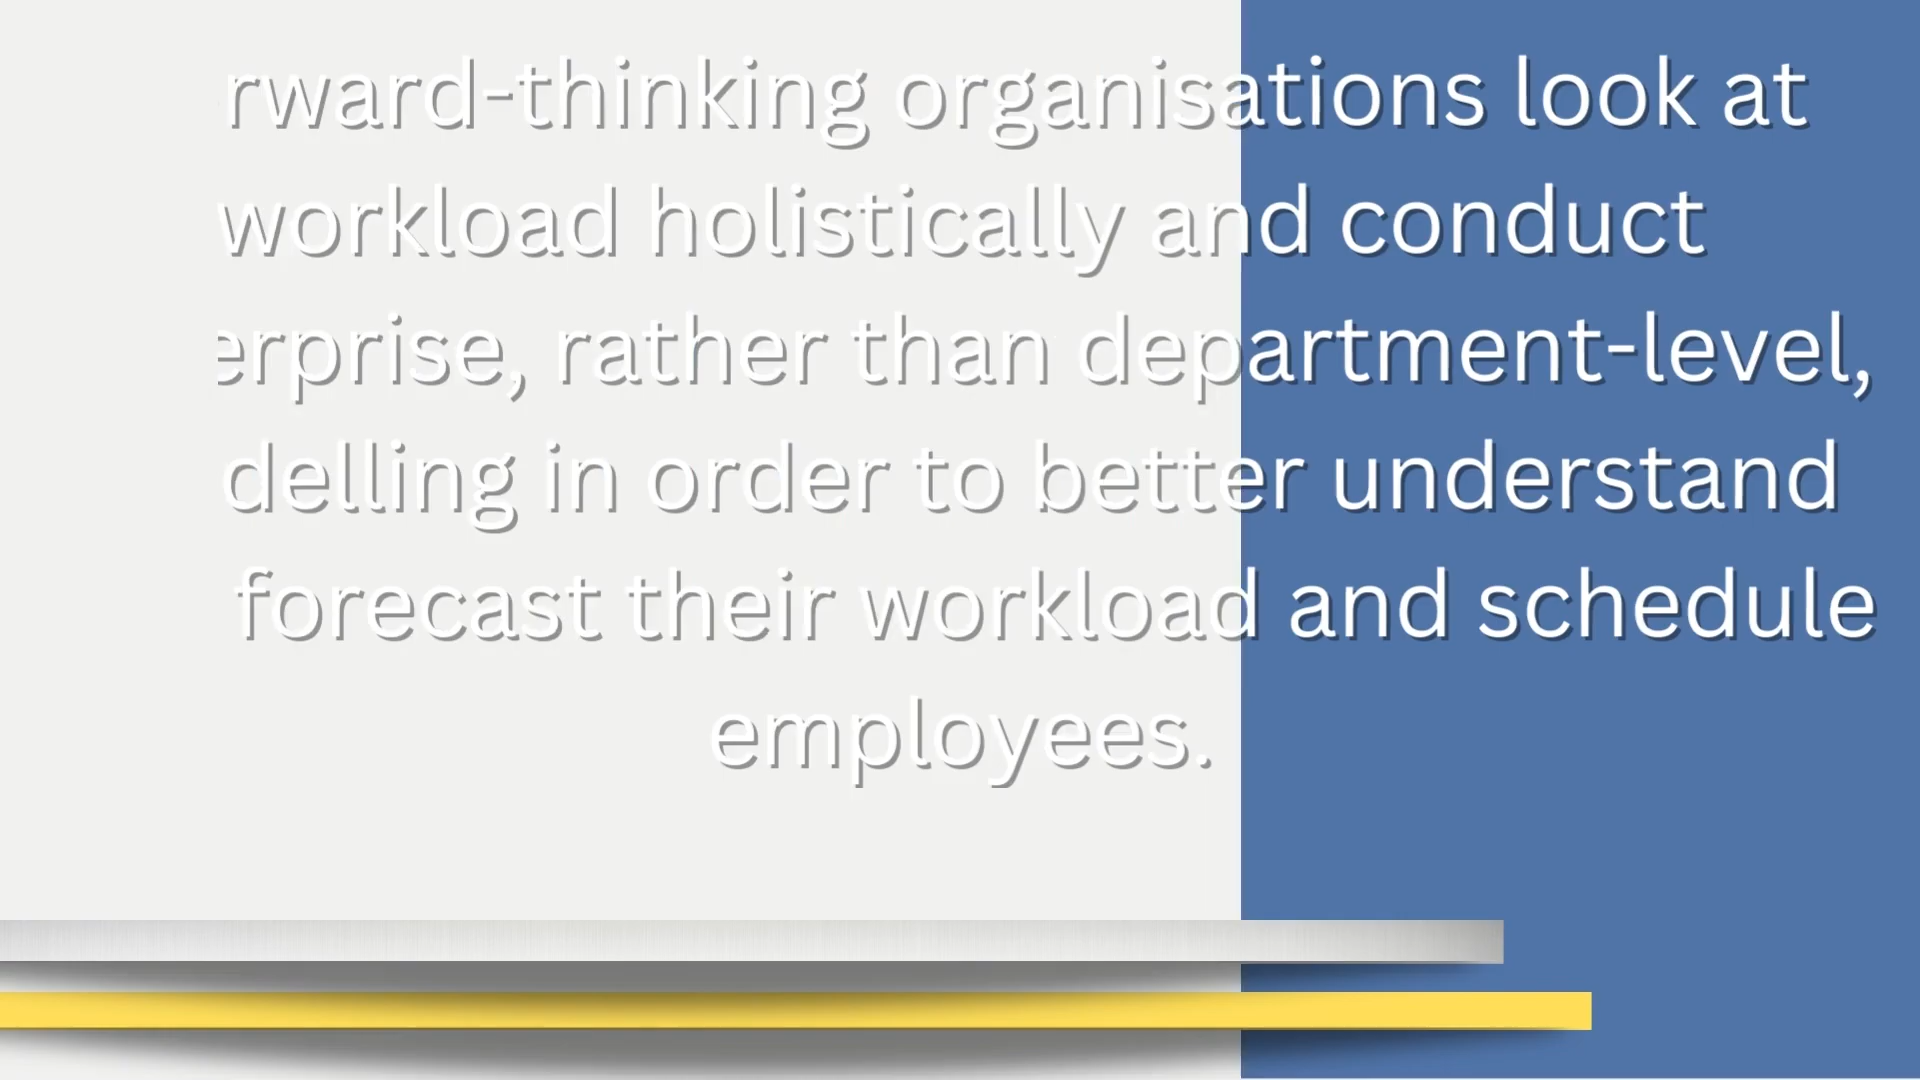 rward-thinking organisations look at
workload holistically and conduct
erprise, rather than department-level,
delling in order to better understand
forecast their workload and schedule
employees.